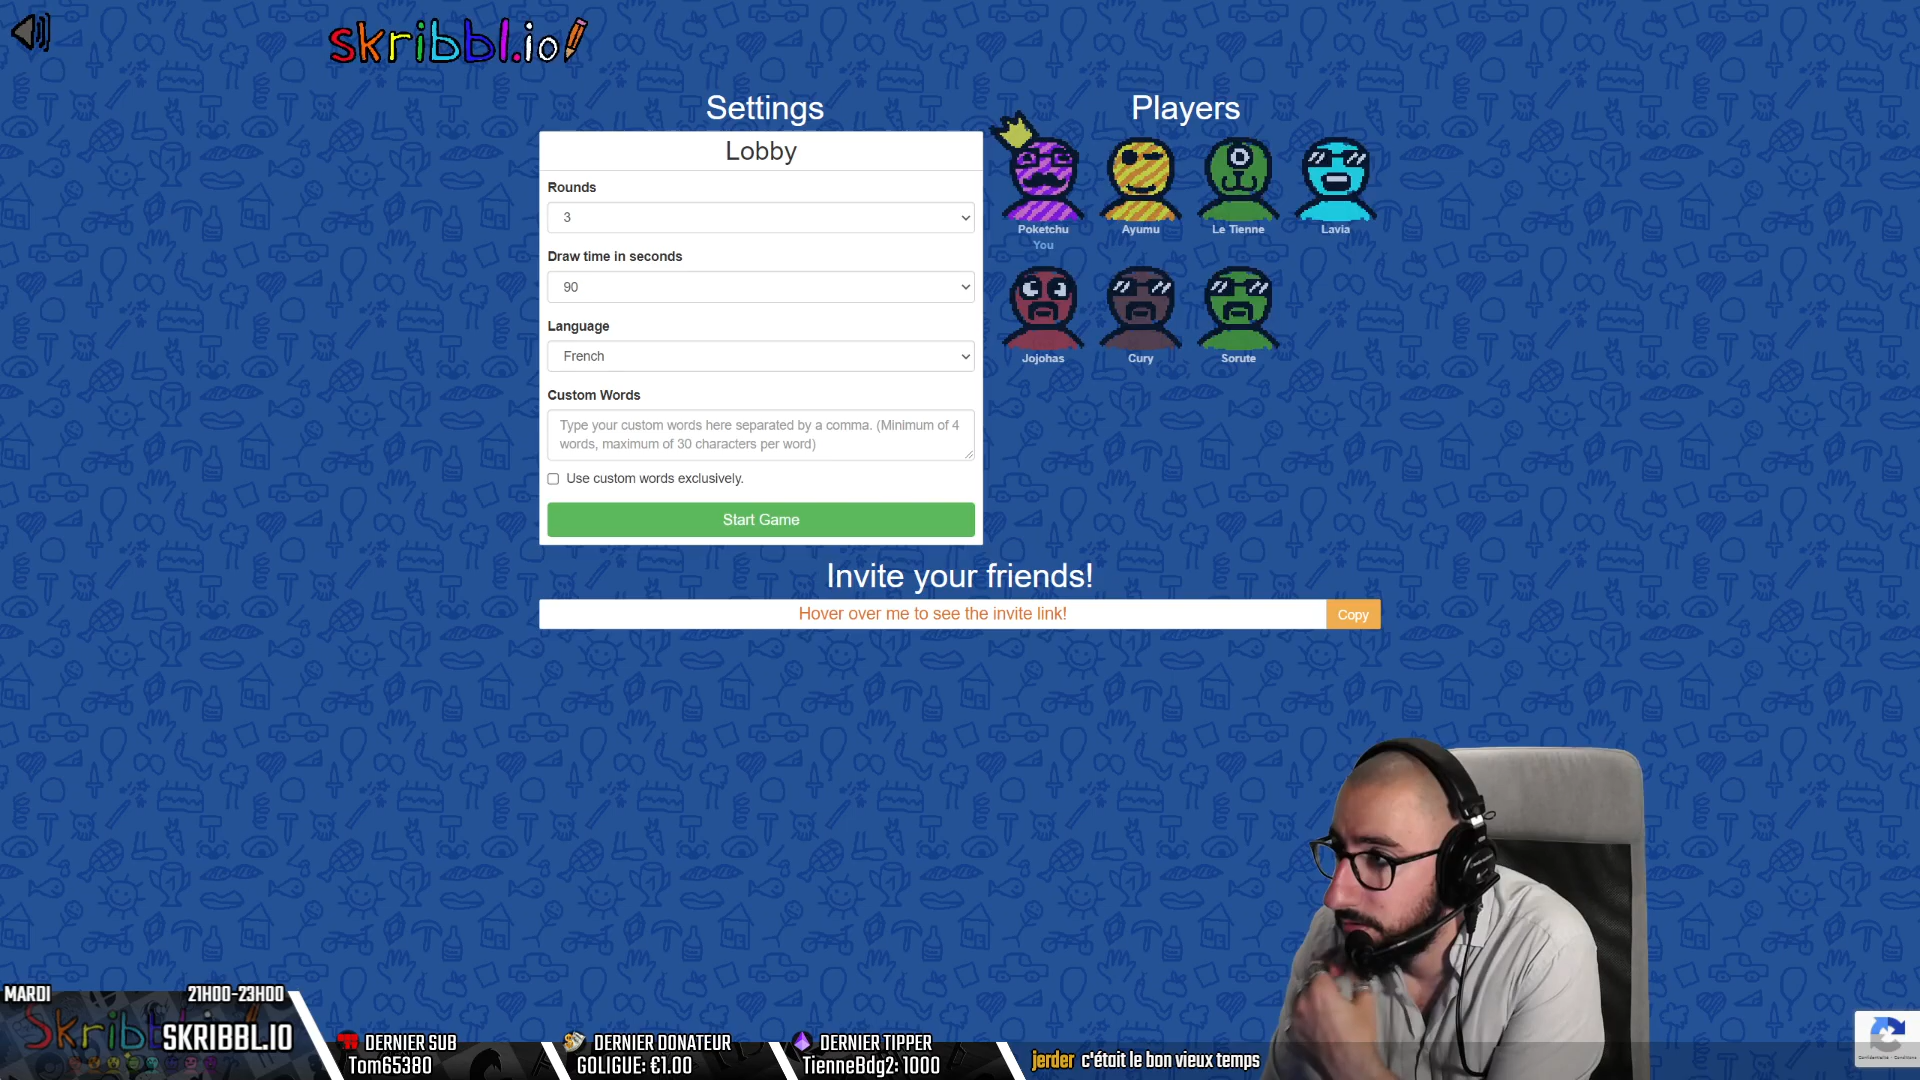 skribbl.io
Settings
Players
Lobby
Rounds
3
Draw time in seconds
90
Language
French
Custom Words
Type your custom words here separated by a comma. (Minimum of 4
words, maximum of 30 characters per word)
Use custom words exclusively.
Start Game
Poketchu
You
Ayumu
Le Tienne
Lavia
Jojohas
Cury
Sorute
Invite your friends!
Hover over me to see the invite link!
Copy
MARDI
21H00-23H00
SKRIBBL.IO
DERNIER SUB
Tom65380
DERNIER DONATEUR
GOLIGUE: €1.00
DERNIER TIPPER
TienneBdg2: 1000
jerder c'était le bon vieux temps